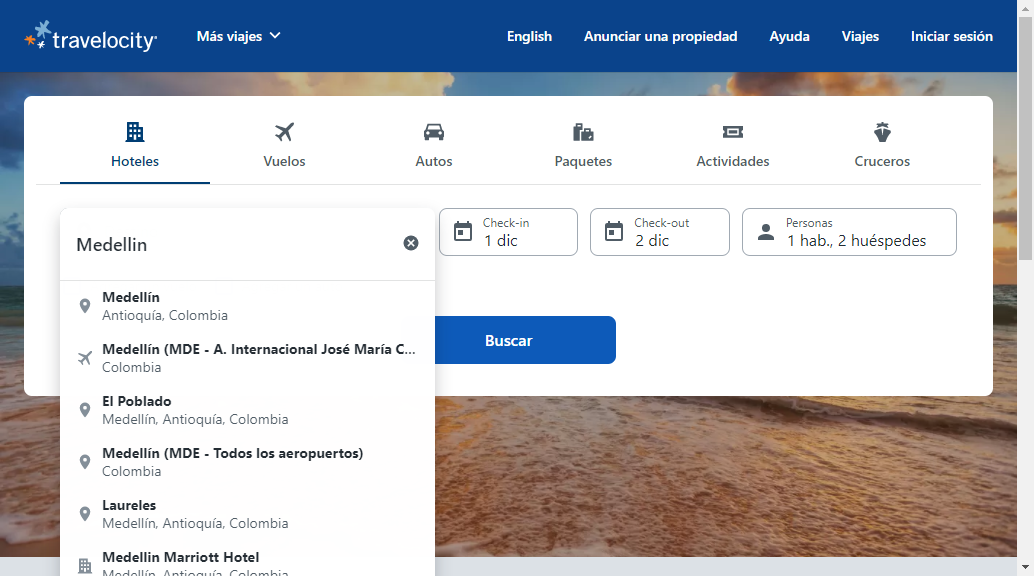 travelocity
Más viajes
English
Anunciar una propiedad
Ayuda
Viajes
Iniciar sesión
Hoteles
Vuelos
Autos
Paquetes
Actividades
Cruceros
Medellin
Check-in
1 dic
Check-out
2 dic
Personas
1 hab., 2 huéspedes
Medellín
Antioquía, Colombia
Medellín (MDE - A. Internacional José María C...
Colombia
El Poblado
Medellín, Antioquía, Colombia
Medellín (MDE - Todos los aeropuertos)
Colombia
Laureles
Medellín, Antioquía, Colombia
Medellin Marriott Hotel
Medellín, Antioquía, Colombia
Buscar